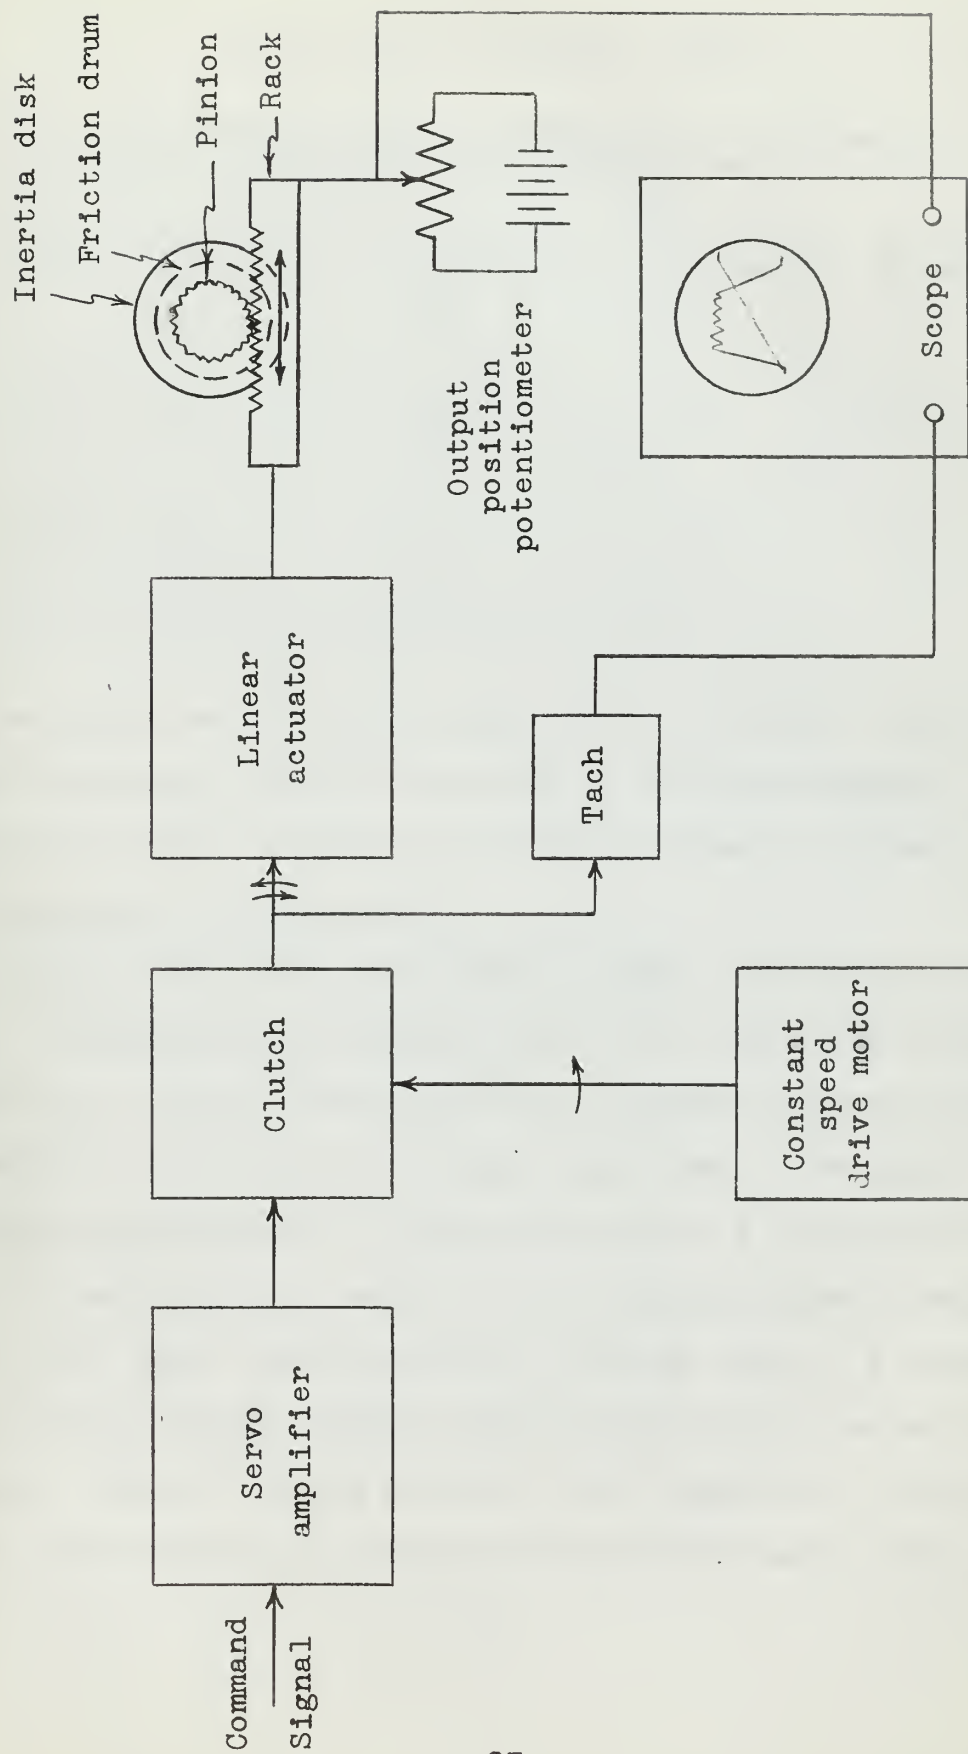 Inertia disk
Friction drum
Pinion
Rack
Command
Signal
Servo
amplifier
Clutch
Linear
actuator
Output
position
potentiometer
Tach
Constant
speed
drive motor
Scope